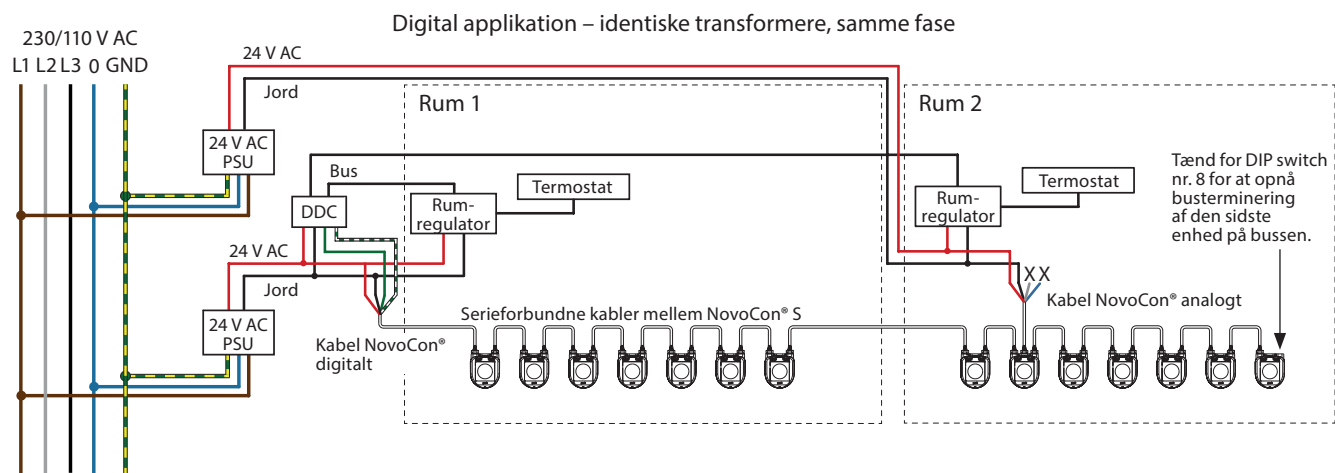 Digital applikation – identiske transformere, samme fase
230/110 V AC
L1 L2 L3 0 GND
24 V AC
Jord
24 V AC
PSU
Rum 1
Rum 2
Bus
DDC
Rum-
regulator
Termostat
Rum-
regulator
Termostat
Tænd for DIP switch
nr. 8 for at opnå
busterminering
af den sidste
enhed på bussen.
24 V AC
Jord
24 V AC
PSU
Kabel NovoCon®
digitalt
Serieforbundne kabler mellem NovoCon® S
X X
Kabel NovoCon® analogt